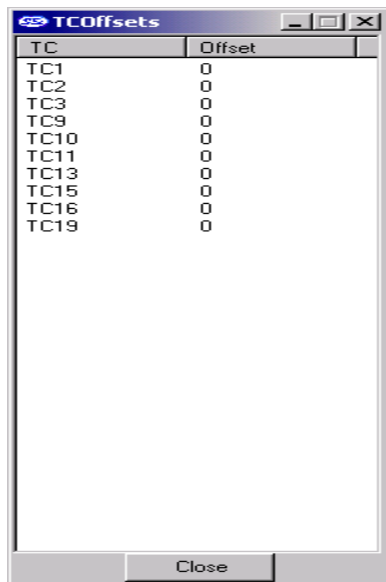 TCOffsets
TC Offset
TC1 0
TC2 0
TC3 0
TC9 0
TC10 0
TC11 0
TC13 0
TC15 0
TC16 0
TC19 0
Close